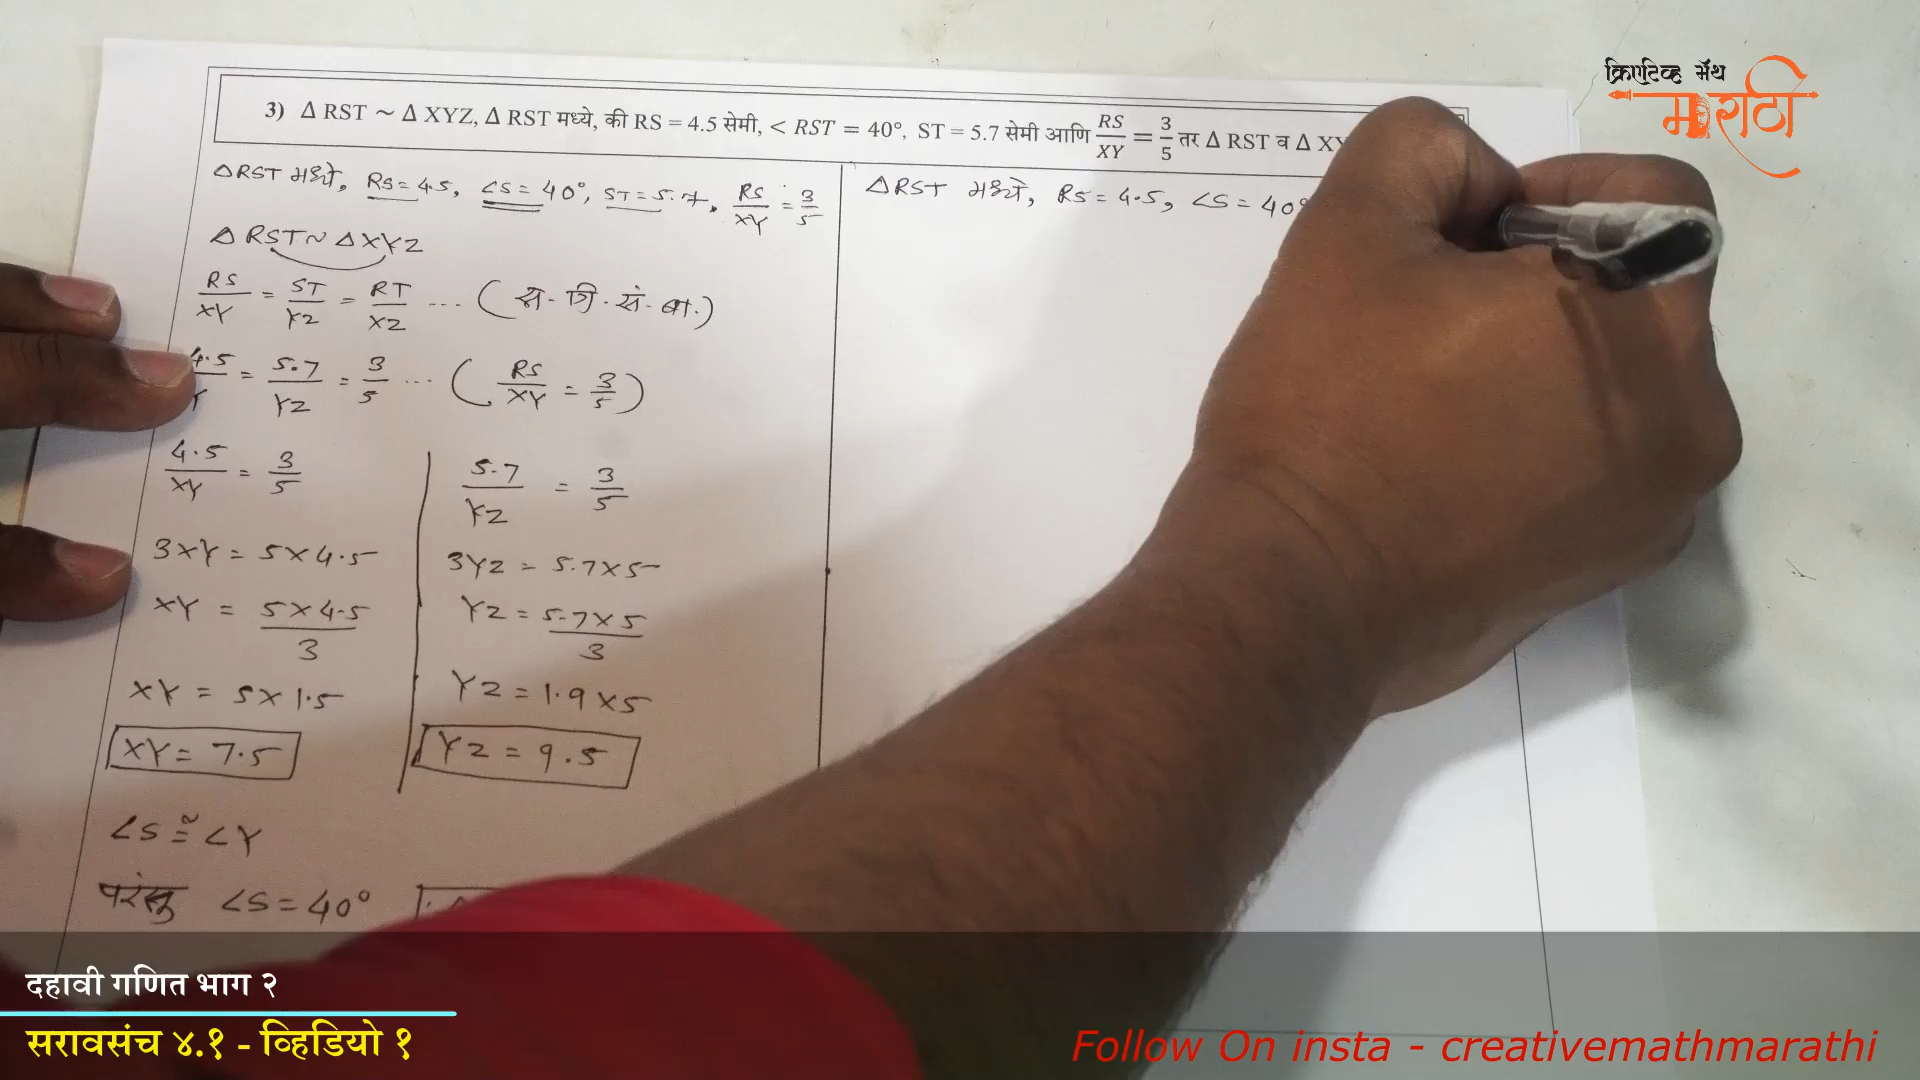 क्रिएटिव्ह मॅथ
मराठी
3) Δ RST ~ Δ XYZ, Δ RST मध्ये, की RS = 4.5 सेमी, < RST = 40°, ST = 5.7 सेमी आणि RS/XY = 3/5 तर Δ RST व Δ XY
ΔRST मध्ये, RS = 4.5, ∠S = 40°, ST = 5.7, RS/XY = 3/5
Δ RST ~ Δ XYZ
RS/XY = ST/YZ = RT/XZ ... (स. त्रि. सं. बा.)
4.5/Y = 5.7/YZ = 3/5 ... (RS/XY = 3/5)
4.5/XY = 3/5
3XY = 5 × 4.5
XY = 5 × 4.5/3
XY = 5 × 1.5
XY = 7.5
5.7/YZ = 3/5
3YZ = 5.7 × 5
YZ = 5.7 × 5/3
YZ = 1.9 × 5
YZ = 9.5
∠S ≅ ∠Y
परंतु ∠S = 40°
ΔRST मध्ये, RS = 4.5, ∠S = 40°
दहावी गणित भाग २
सरावसंच ४.१ - व्हिडियो १
Follow On insta - creativemathmarathi